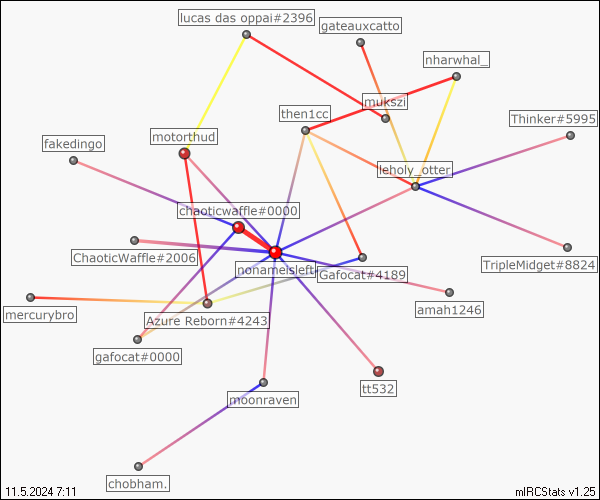 lucas das oppai#2396
gateauxcatto
nharwhal_
mukszi
then1cc
Thinker#5995
motorthud
fakedingo
leholy_otter
chaoticwaffle#0000
ChaoticWaffle#2006
nonameisleft
Gafocat#4189
TripleMidget#8824
mercurybro
Azure Reborn#4243
amah1246
gafocat#0000
tt532
moonraven
chobham.
11.5.2024 7:11
mIRCStats v1.25